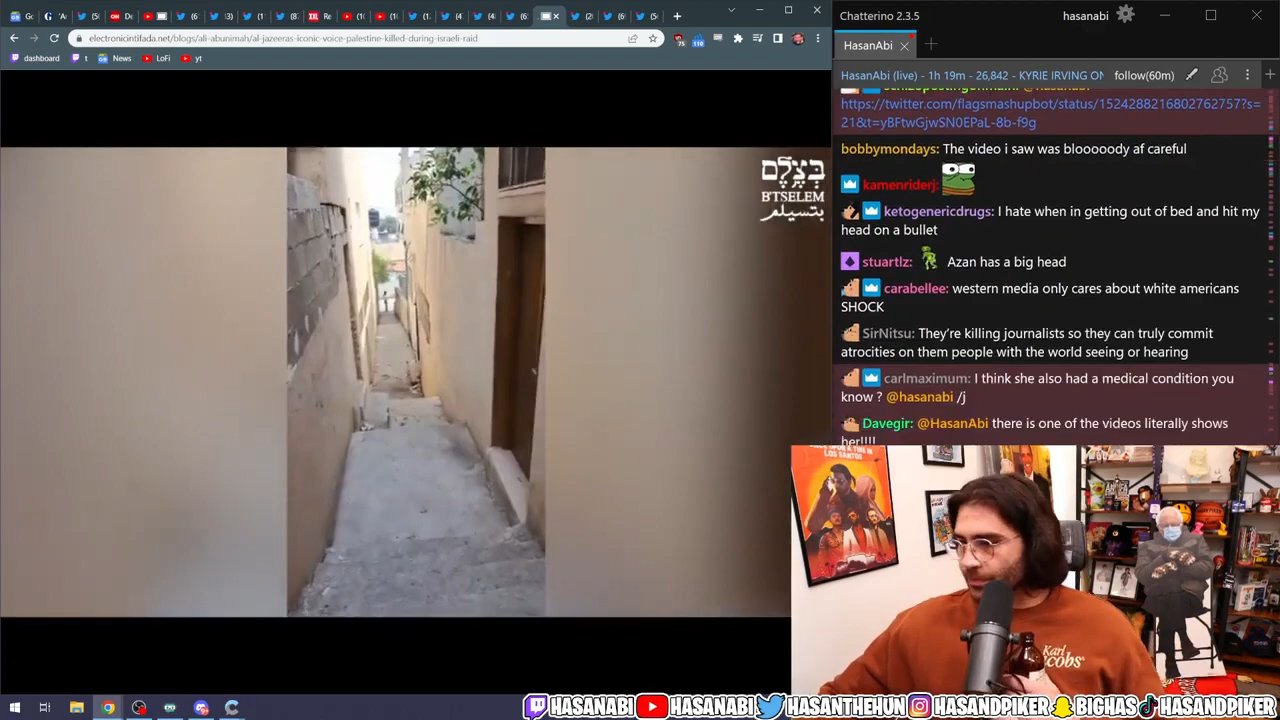 Chatterino 2.3.5
hasanabi
electronicintifada.net/blogs/ali-abunimah/al-jazeeras-iconic-voice-palestine-killed-during-israeli-raid
dashboard
t
News
LoFi
yt
HasanAbi
HasanAbi (live) - 1h 19m - 26,842 - KYRIE IRVING ON
follow(60m)
https://twitter.com/flagsmashupbot/status/1524288216802762757?s=
21&t=yBFtwGjwSN0EPaL-8b-f9g
bobbymondays: The video i saw was blooooody af careful
kamenriderj:
ketogenericdrugs: I hate when in getting out of bed and hit my
head on a bullet
stuartlz: Azan has a big head
carabellee: western media only cares about white americans
SHOCK
SirNitsu: They’re killing journalists so they can truly commit
atrocities on them people with the world seeing or hearing
carlmaximum: I think she also had a medical condition you
know ? @hasanabi /j
Davegir: @HasanAbi there is one of the videos literally shows
her!!!!
בצלם
B'TSELEM
بتسيلم
LOS SANTOS
Karl
Jacobs
HASANABI
HASANABI
HASANTHEHUN
HASANDPIKER
BIGHAS
HASANDPIKER